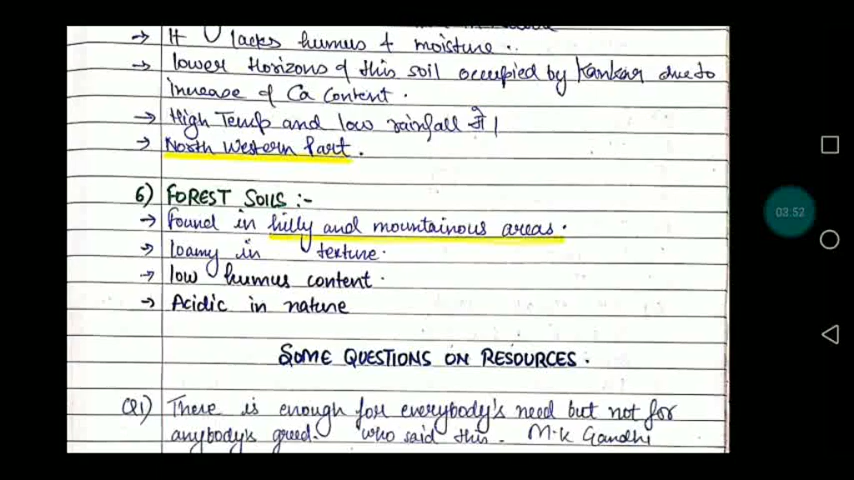 → It lacks humus + moisture ..
→ lower Horizons of this soil occupied by Kankar due to
increase of Ca Content .
→ High Temp and low rainfall में |
→ North Western Part .
6) FOREST SOILS :-
→ found in hilly and mountainous areas .
→ loamy in texture .
→ low humus content .
→ Acidic in nature
SOME QUESTIONS ON RESOURCES .
Q1) There is enough for everybody's need but not for
anybody's greed. who said this - M.K Gandhi
03:52